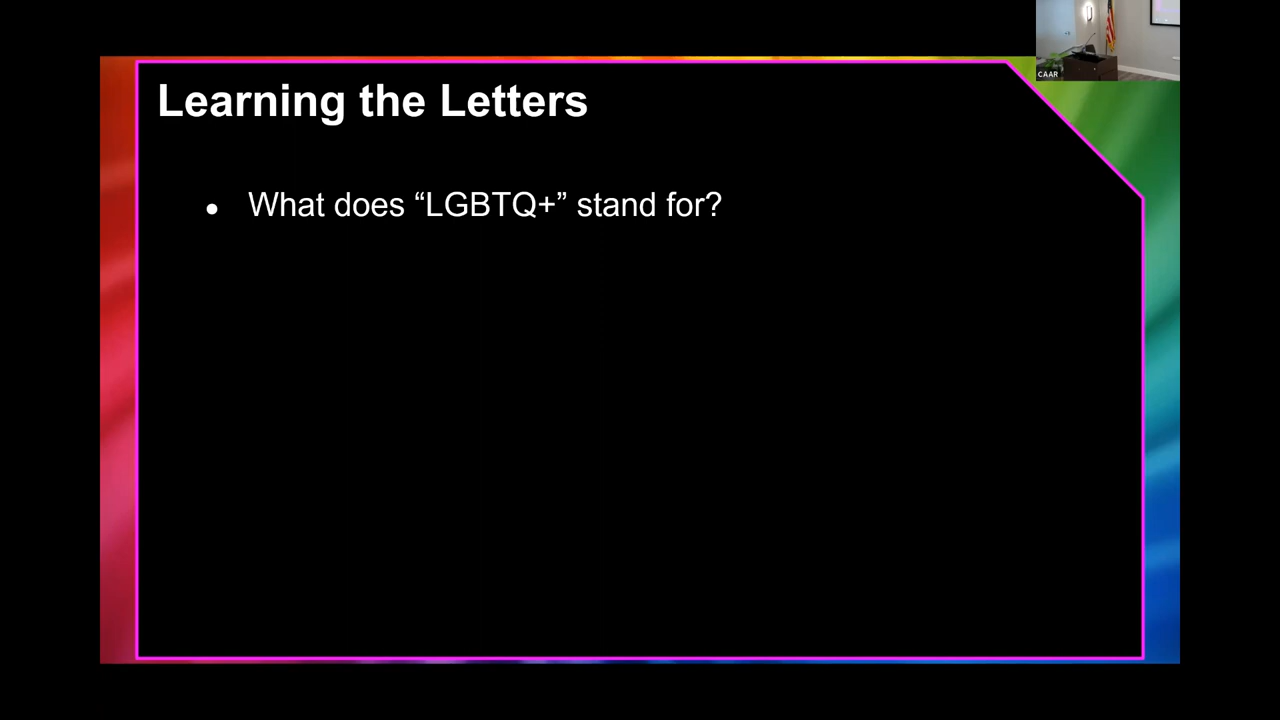 CAAR
Learning the Letters
• What does “LGBTQ+” stand for?